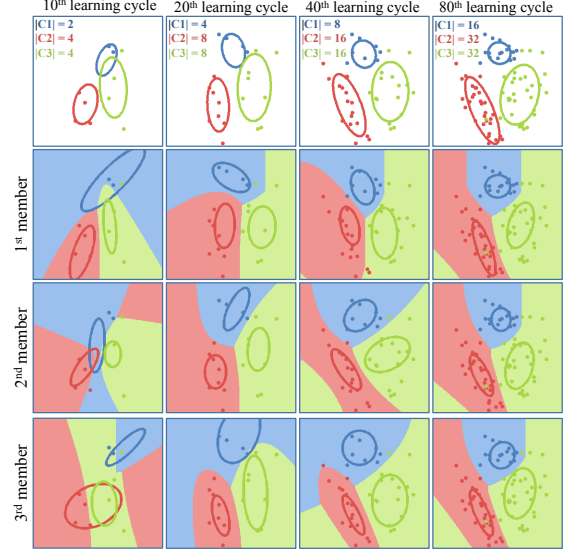 10th learning cycle 20th learning cycle 40th learning cycle 80th learning cycle
|C1| = 2 |C1| = 4 |C1| = 8 |C1| = 16
|C2| = 4 |C2| = 8 |C2| = 16 |C2| = 32
|C3| = 4 |C3| = 8 |C3| = 16 |C3| = 32
1st member
2nd member
3rd member